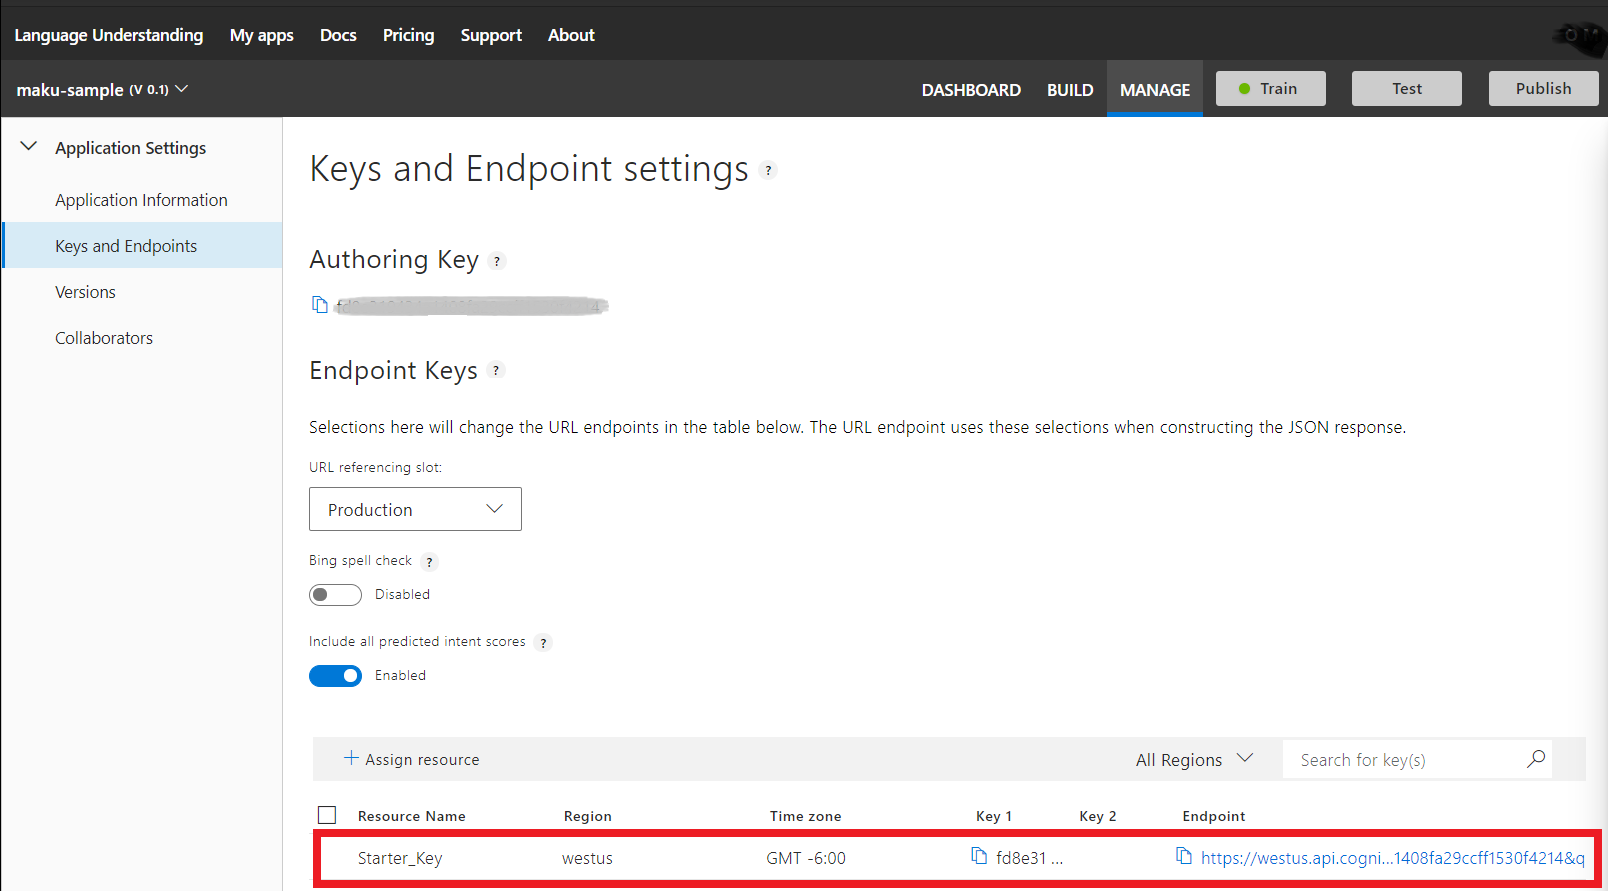 Language Understanding My apps Docs Pricing Support About
maku-sample (V 0.1) DASHBOARD BUILD MANAGE Train Test Publish
Application Settings
Application Information
Keys and Endpoints
Versions
Collaborators
Keys and Endpoint settings ?
Authoring Key ?
Endpoint Keys ?
Selections here will change the URL endpoints in the table below. The URL endpoint uses these selections when constructing the JSON response.
URL referencing slot:
Production
Bing spell check ?
Disabled
Include all predicted intent scores ?
Enabled
+ Assign resource All Regions Search for key(s)
Resource Name Region Time zone Key 1 Key 2 Endpoint
Starter_Key westus GMT -6:00 fd8e31 ... https://westus.api.cogni...1408fa29ccff1530f4214&q